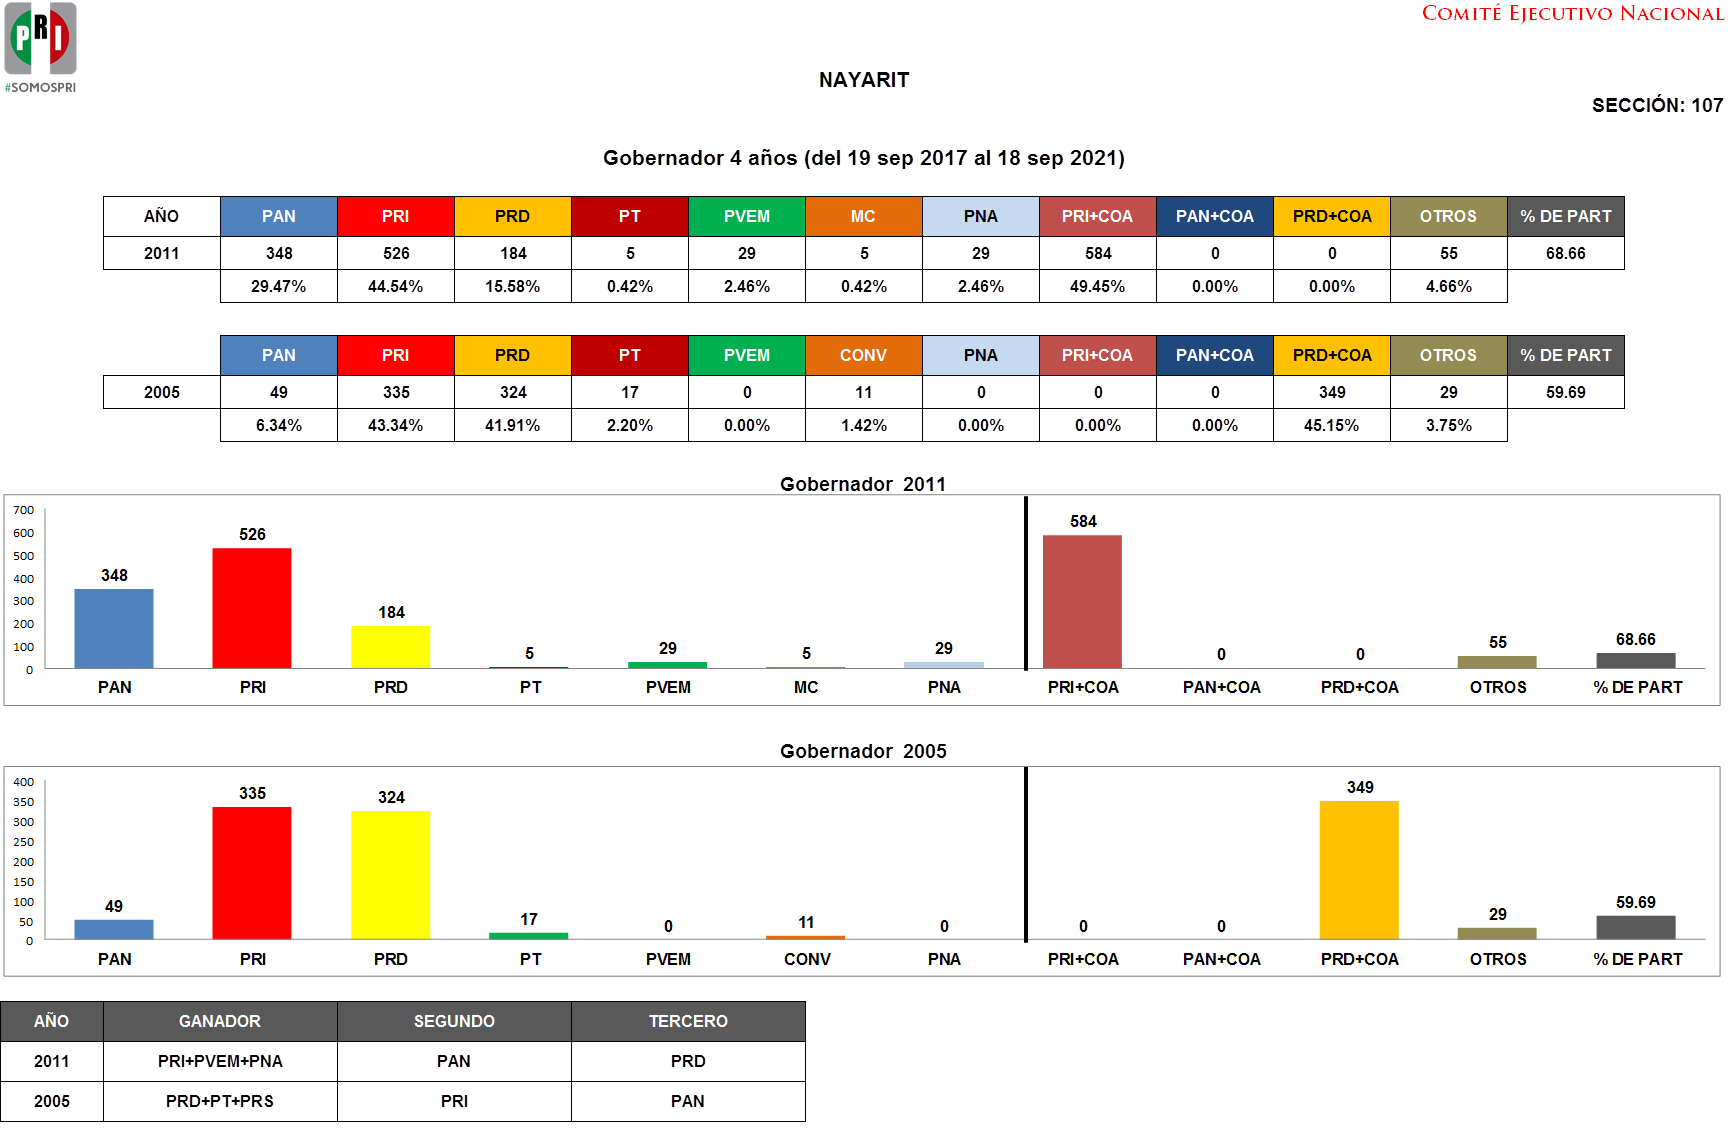 PRI
#SOMOSPRI
COMITÉ EJECUTIVO NACIONAL
NAYARIT
SECCIÓN: 107
Gobernador 4 años (del 19 sep 2017 al 18 sep 2021)
AÑO PAN PRI PRD PT PVEM MC PNA PRI+COA PAN+COA PRD+COA OTROS % DE PART
2011 348 526 184 5 29 5 29 584 0 0 55 68.66
29.47% 44.54% 15.58% 0.42% 2.46% 0.42% 2.46% 49.45% 0.00% 0.00% 4.66%
PAN PRI PRD PT PVEM CONV PNA PRI+COA PAN+COA PRD+COA OTROS % DE PART
2005 49 335 324 17 0 11 0 0 0 349 29 59.69
6.34% 43.34% 41.91% 2.20% 0.00% 1.42% 0.00% 0.00% 0.00% 45.15% 3.75%
Gobernador 2011
700
600
500
400
300
200
100
0
348 526 184 5 29 5 29 584 0 0 55 68.66
PAN PRI PRD PT PVEM MC PNA PRI+COA PAN+COA PRD+COA OTROS % DE PART
Gobernador 2005
400
350
300
250
200
150
100
50
0
49 335 324 17 0 11 0 0 0 349 29 59.69
PAN PRI PRD PT PVEM CONV PNA PRI+COA PAN+COA PRD+COA OTROS % DE PART
AÑO GANADOR SEGUNDO TERCERO
2011 PRI+PVEM+PNA PAN PRD
2005 PRD+PT+PRS PRI PAN